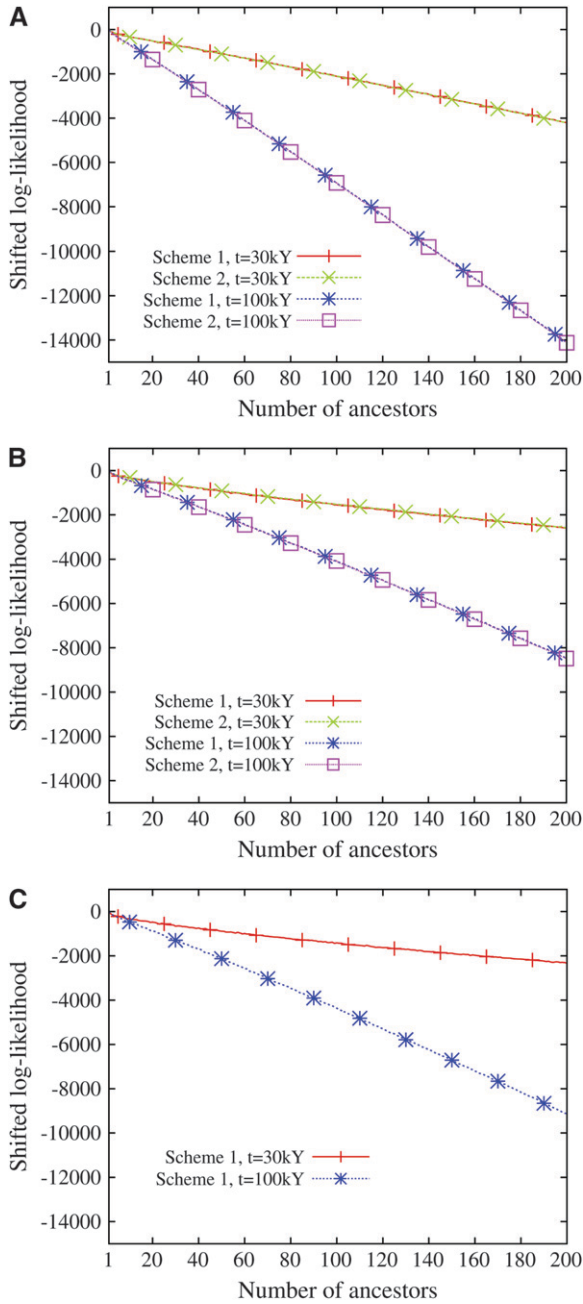 A
0
-2000
-4000
-6000
-8000
-10000
-12000
-14000
Shifted log-likelihood
Scheme 1, t=30kY
Scheme 2, t=30kY
Scheme 1, t=100kY
Scheme 2, t=100kY
1 20 40 60 80 100 120 140 160 180 200
Number of ancestors
B
0
-2000
-4000
-6000
-8000
-10000
-12000
-14000
Shifted log-likelihood
Scheme 1, t=30kY
Scheme 2, t=30kY
Scheme 1, t=100kY
Scheme 2, t=100kY
1 20 40 60 80 100 120 140 160 180 200
Number of ancestors
C
0
-2000
-4000
-6000
-8000
-10000
-12000
-14000
Shifted log-likelihood
Scheme 1, t=30kY
Scheme 1, t=100kY
1 20 40 60 80 100 120 140 160 180 200
Number of ancestors